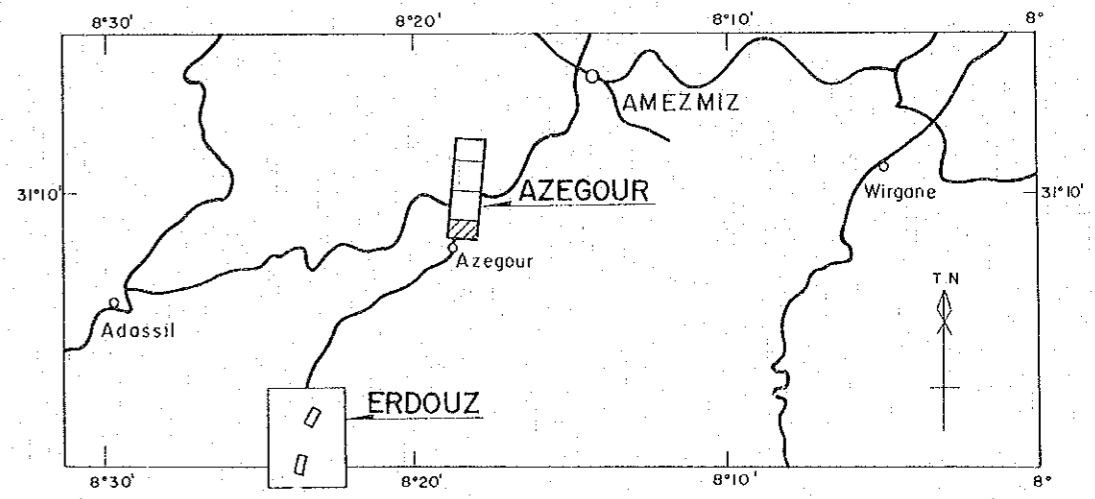 8°30' 8°20' 8°10' 8°
AMEZMIZ
31°10' AZEGOUR Wirgane 31°10'
Azegour
T.N
Adassil
ERDOUZ
8°30' 8°20' 8°10' 8°